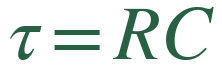 τ = RC